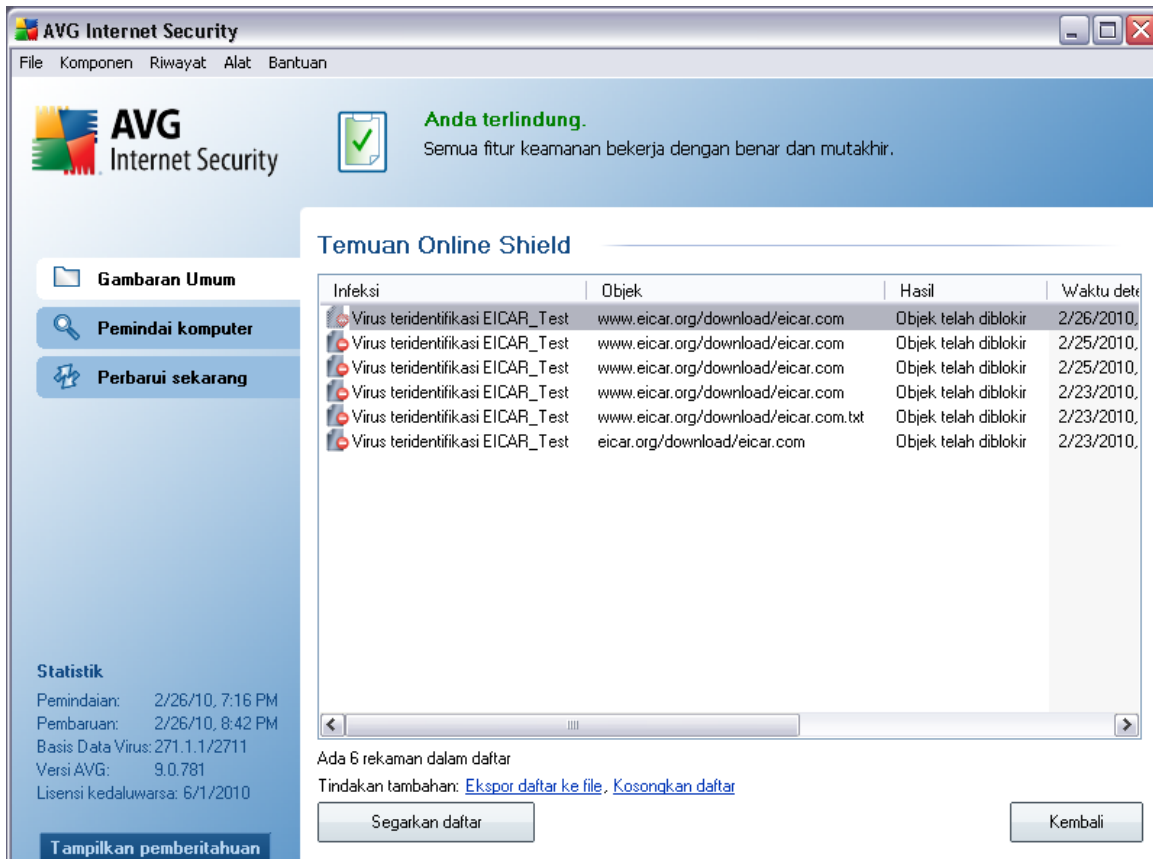 AVG Internet Security
File Komponen Riwayat Alat Bantuan
AVG
Internet Security
Anda terlindung.
Semua fitur keamanan bekerja dengan benar dan mutakhir.
Gambaran Umum
Pemindai komputer
Perbarui sekarang
Temuan Online Shield
Infeksi Objek Hasil Waktu dete
Virus teridentifikasi EICAR_Test www.eicar.org/download/eicar.com Objek telah diblokir 2/26/2010,
Virus teridentifikasi EICAR_Test www.eicar.org/download/eicar.com Objek telah diblokir 2/25/2010,
Virus teridentifikasi EICAR_Test www.eicar.org/download/eicar.com Objek telah diblokir 2/25/2010,
Virus teridentifikasi EICAR_Test www.eicar.org/download/eicar.com Objek telah diblokir 2/23/2010,
Virus teridentifikasi EICAR_Test www.eicar.org/download/eicar.com.txt Objek telah diblokir 2/23/2010,
Virus teridentifikasi EICAR_Test eicar.org/download/eicar.com Objek telah diblokir 2/23/2010,
Statistik
Pemindaian: 2/26/10, 7:16 PM
Pembaruan: 2/26/10, 8:42 PM
Basis Data Virus: 271.1.1/2711
Versi AVG: 9.0.781
Lisensi kedaluwarsa: 6/1/2010
Tampilkan pemberitahuan
Ada 6 rekaman dalam daftar
Tindakan tambahan: Ekspor daftar ke file, Kosongkan daftar
Segarkan daftar Kembali